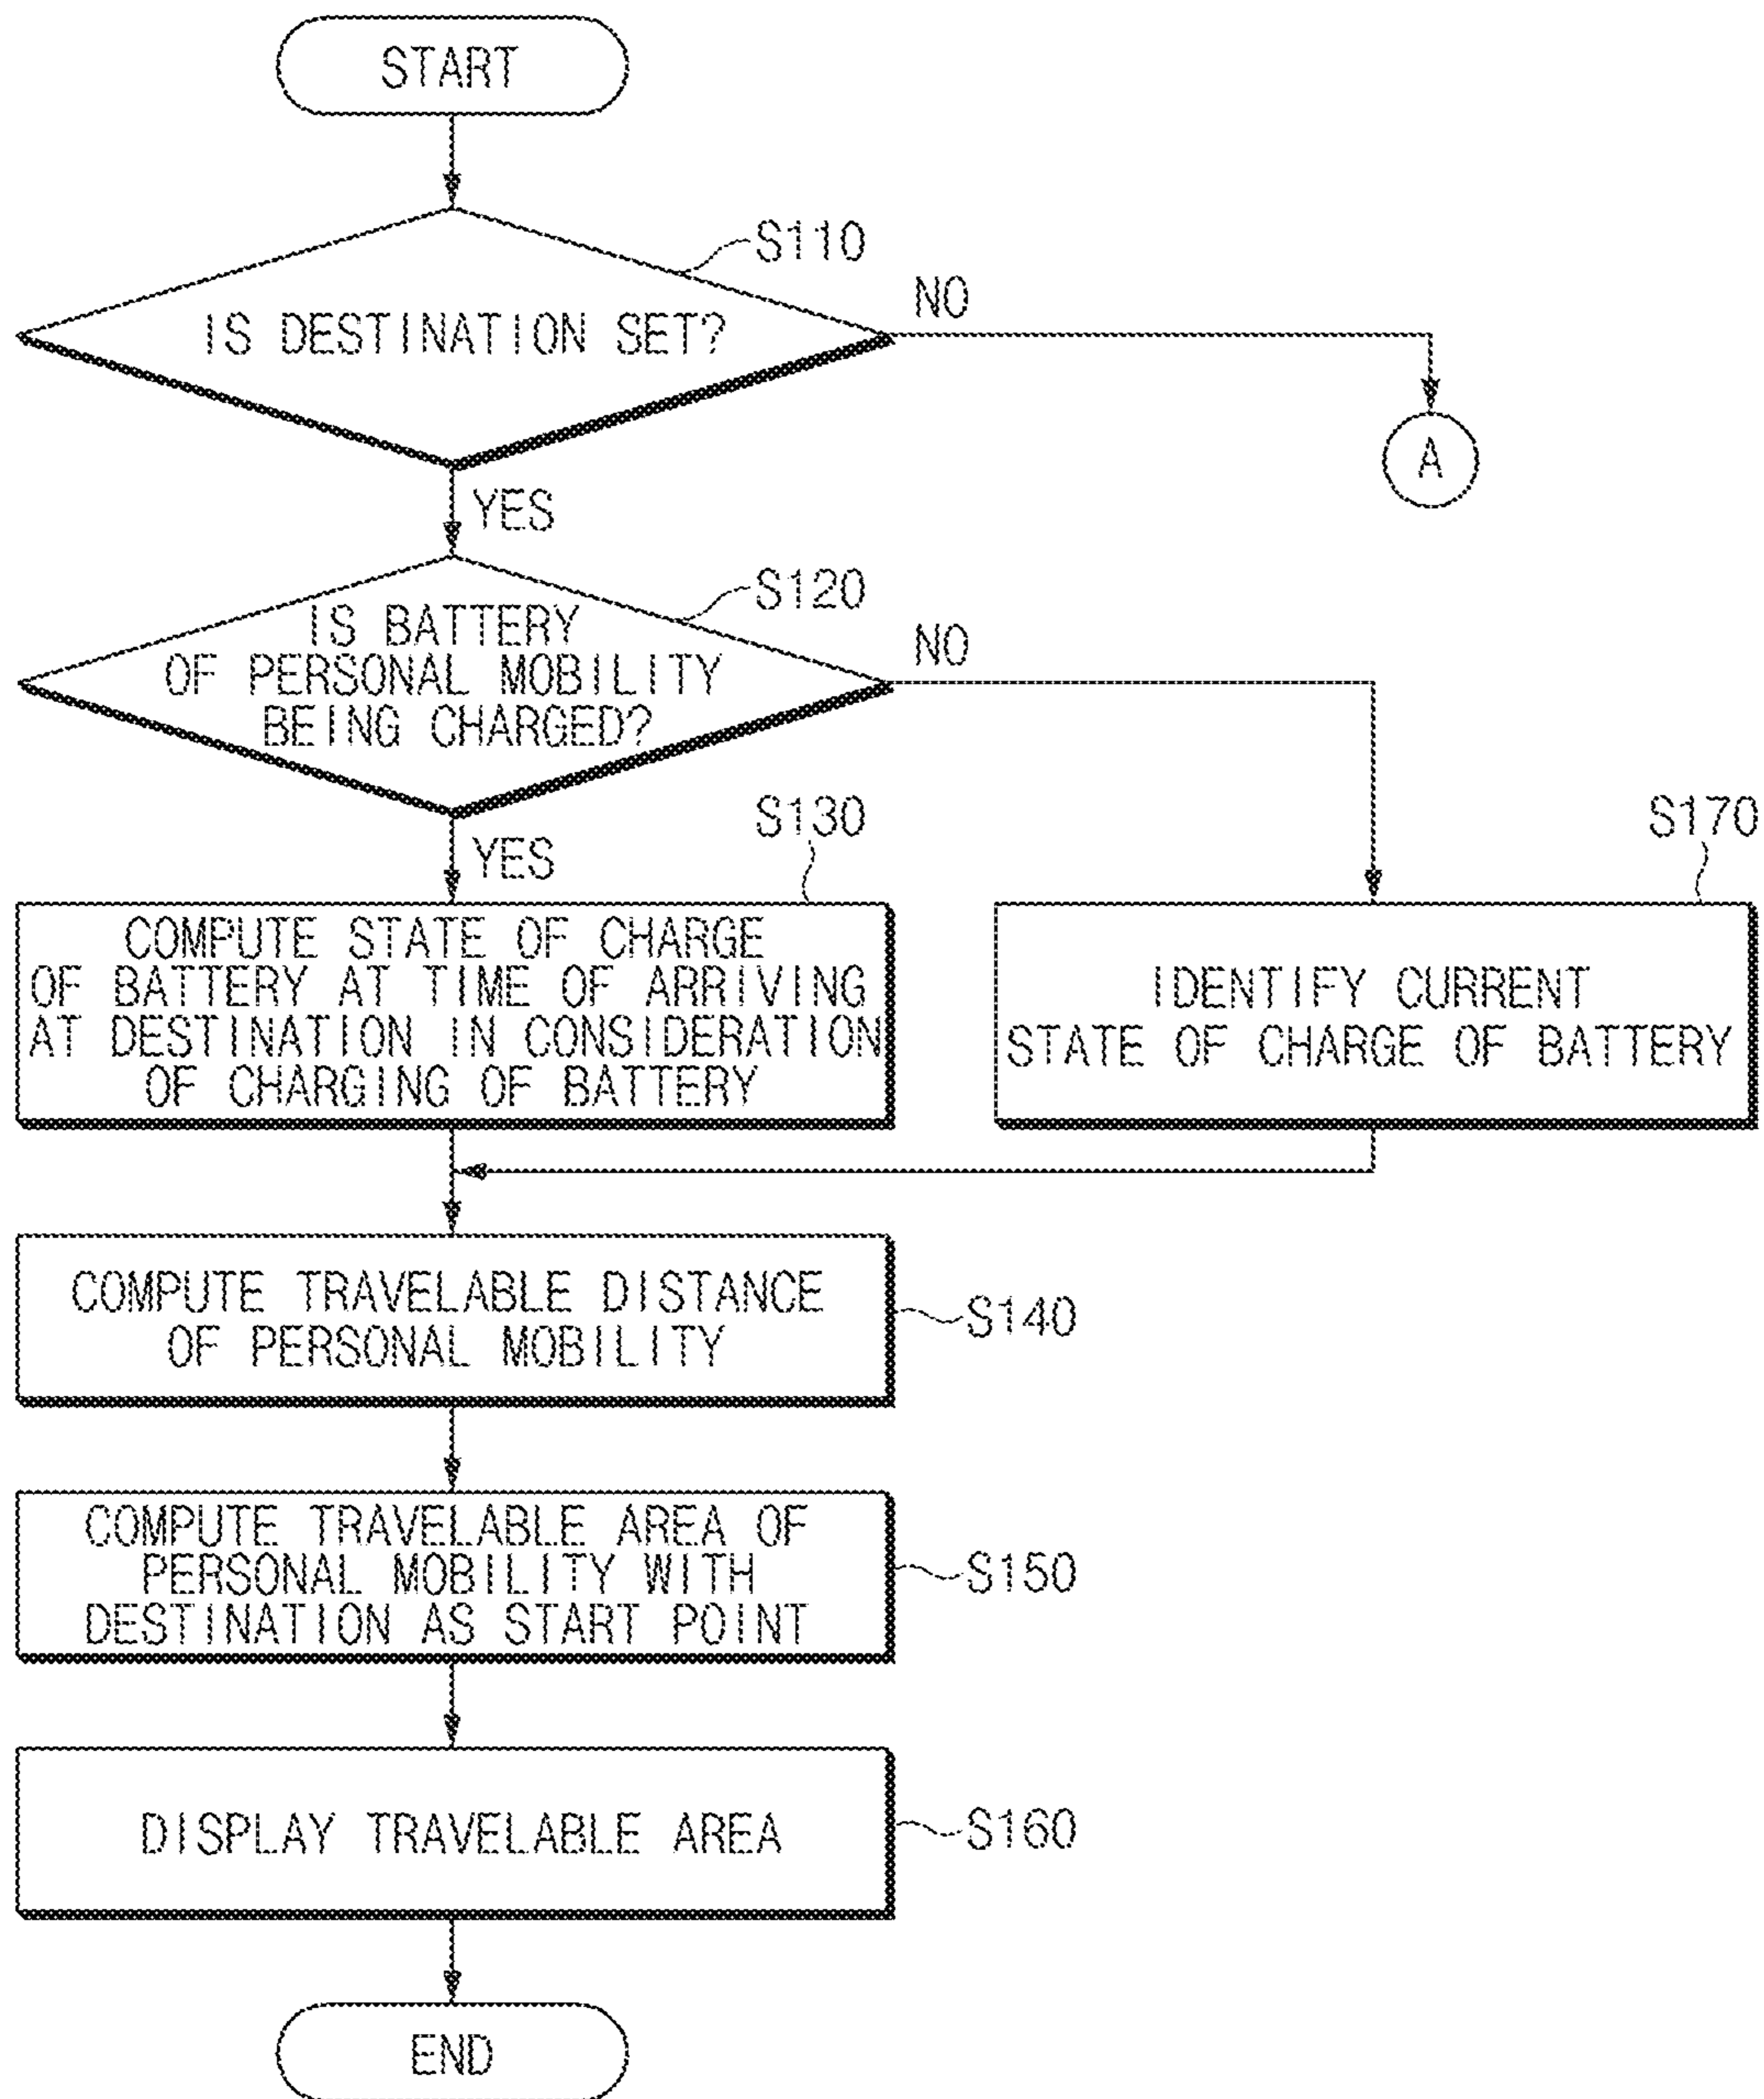 START
S110
IS DESTINATION SET?
NO
A
YES
S120
IS BATTERY
OF PERSONAL MOBILITY
BEING CHARGED?
NO
YES
S130
S170
COMPUTE STATE OF CHARGE
OF BATTERY AT TIME OF ARRIVING
AT DESTINATION IN CONSIDERATION
OF CHARGING OF BATTERY
IDENTIFY CURRENT
STATE OF CHARGE OF BATTERY
COMPUTE TRAVELABLE DISTANCE
OF PERSONAL MOBILITY
S140
COMPUTE TRAVELABLE AREA OF
PERSONAL MOBILITY WITH
DESTINATION AS START POINT
S150
DISPLAY TRAVELABLE AREA
S160
END